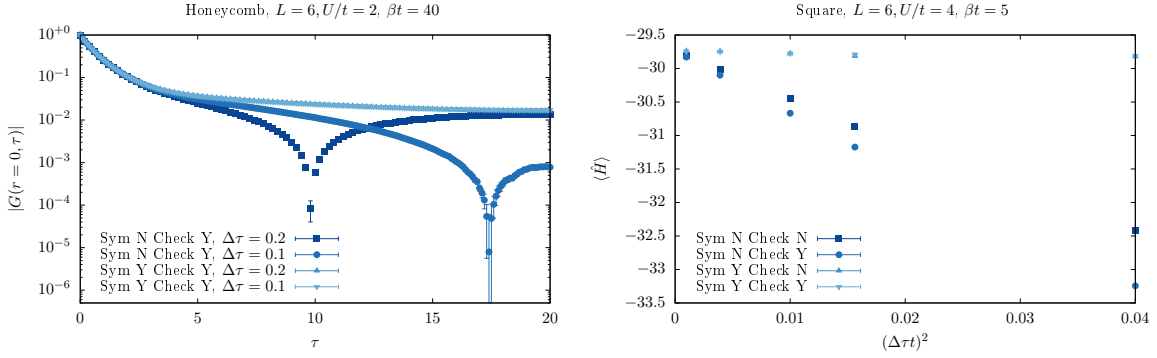 Honeycomb, L = 6, U/t = 2, βt = 40
10^{+0}
10^{-1}
10^{-2}
10^{-3}
10^{-4}
10^{-5}
10^{-6}
|G(r = 0, τ)|
Sym N Check Y, Δτ = 0.2
Sym N Check Y, Δτ = 0.1
Sym Y Check Y, Δτ = 0.2
Sym Y Check Y, Δτ = 0.1
0 5 10 15 20
τ
Square, L = 6, U/t = 4, βt = 5
−29.5
−30
−30.5
−31
−31.5
−32
−32.5
−33
−33.5
⟨Ĥ⟩
Sym N Check N
Sym N Check Y
Sym Y Check N
Sym Y Check Y
0 0.01 0.02 0.03 0.04
(Δτt)²